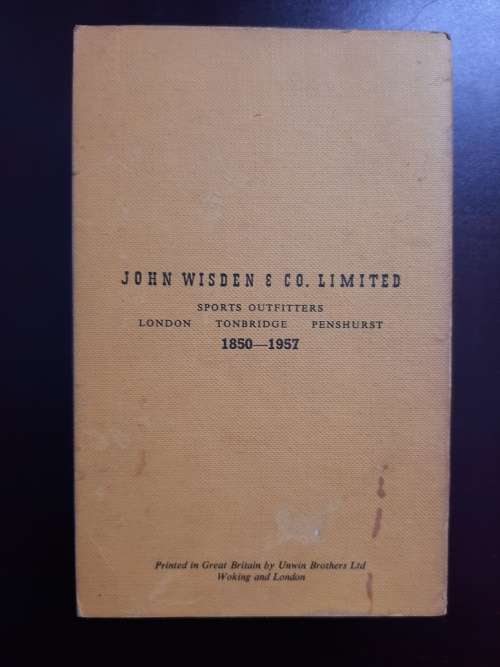 JOHN WISDEN & CO. LIMITED
SPORTS OUTFITTERS
LONDON TONBRIDGE PENSHURST
1850—1957
Printed in Great Britain by Unwin Brothers Ltd
Woking and London